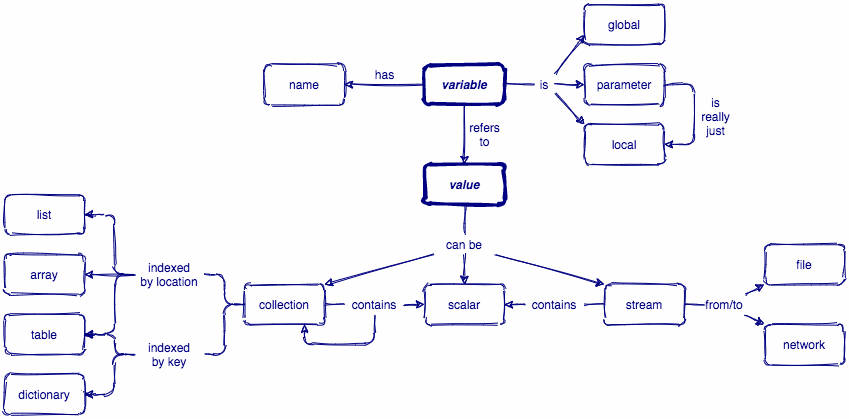 global
name
has
variable
is
parameter
is
really
just
refers
to
local
value
list
can be
array
indexed
by location
file
collection
contains
scalar
contains
stream
from/to
table
indexed
by key
network
dictionary